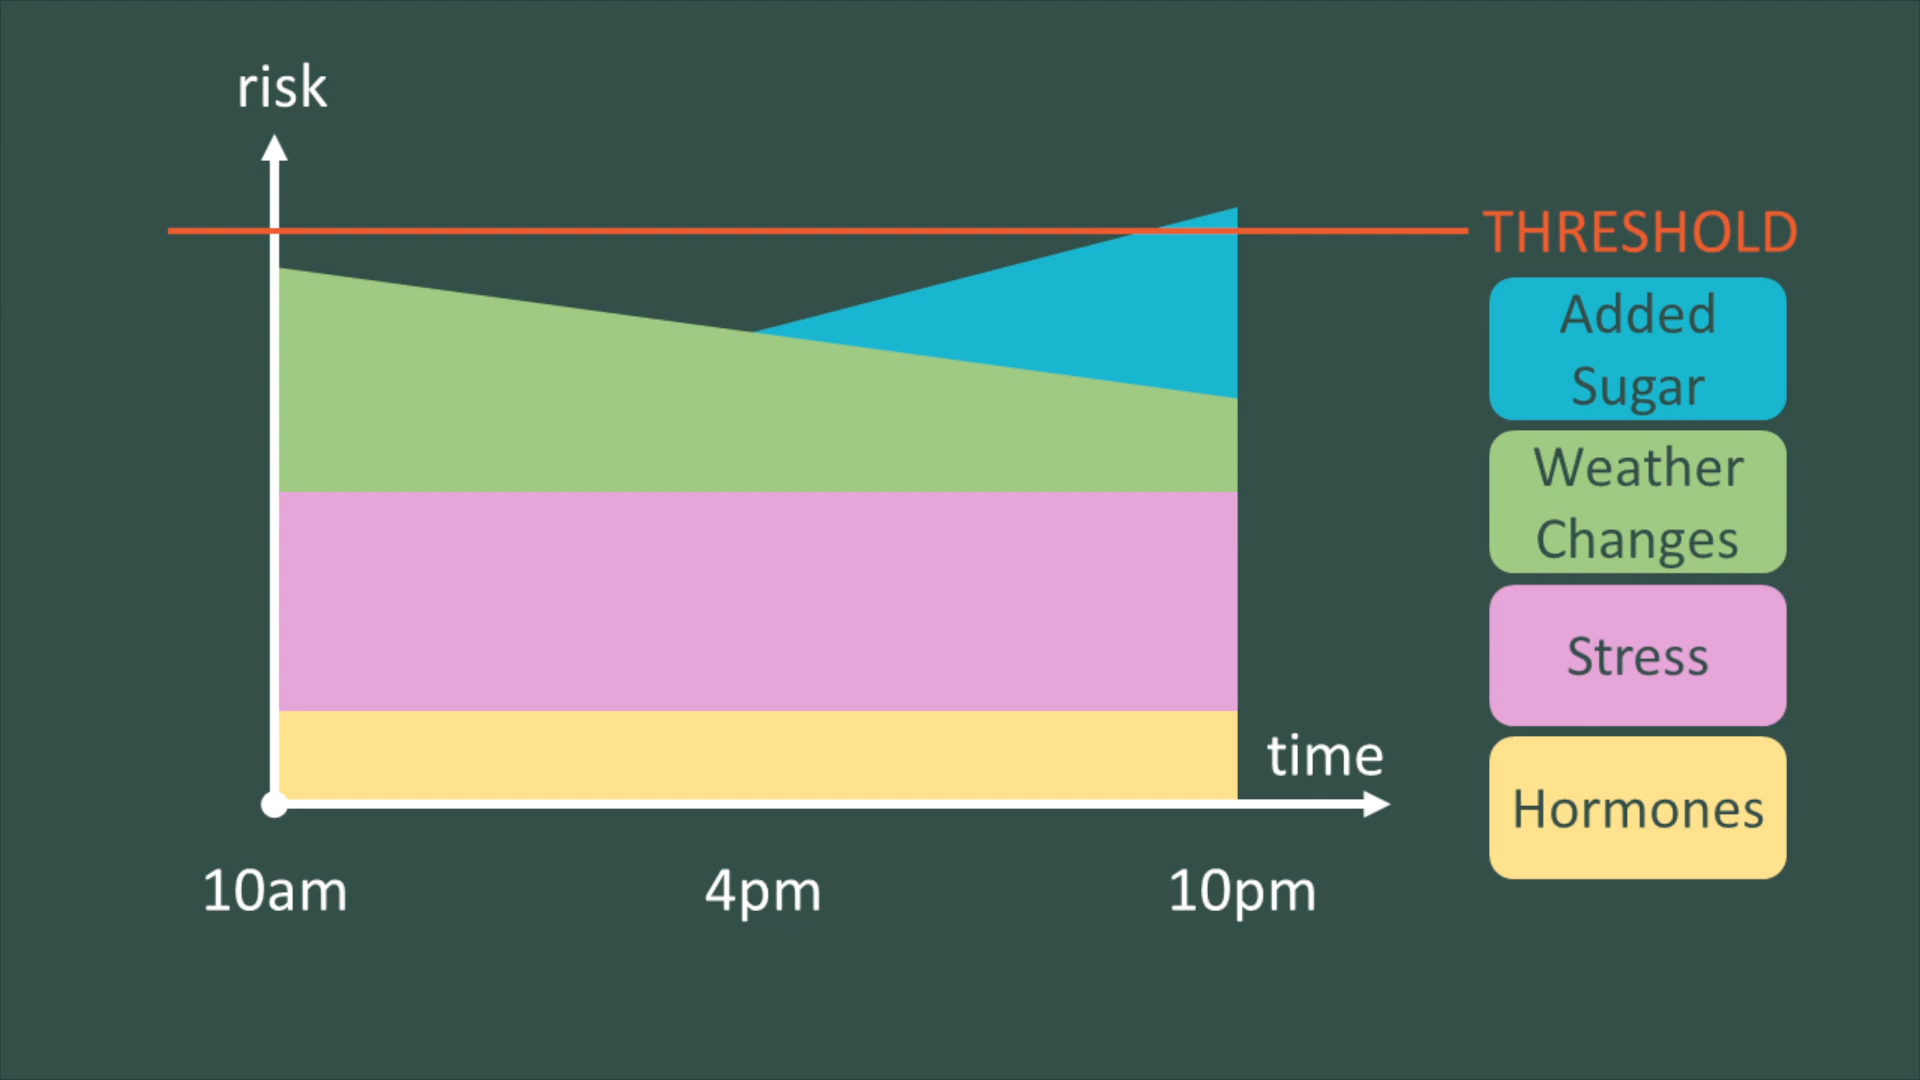 risk
THRESHOLD
Added
Sugar
Weather
Changes
Stress
time
Hormones
10am
4pm
10pm